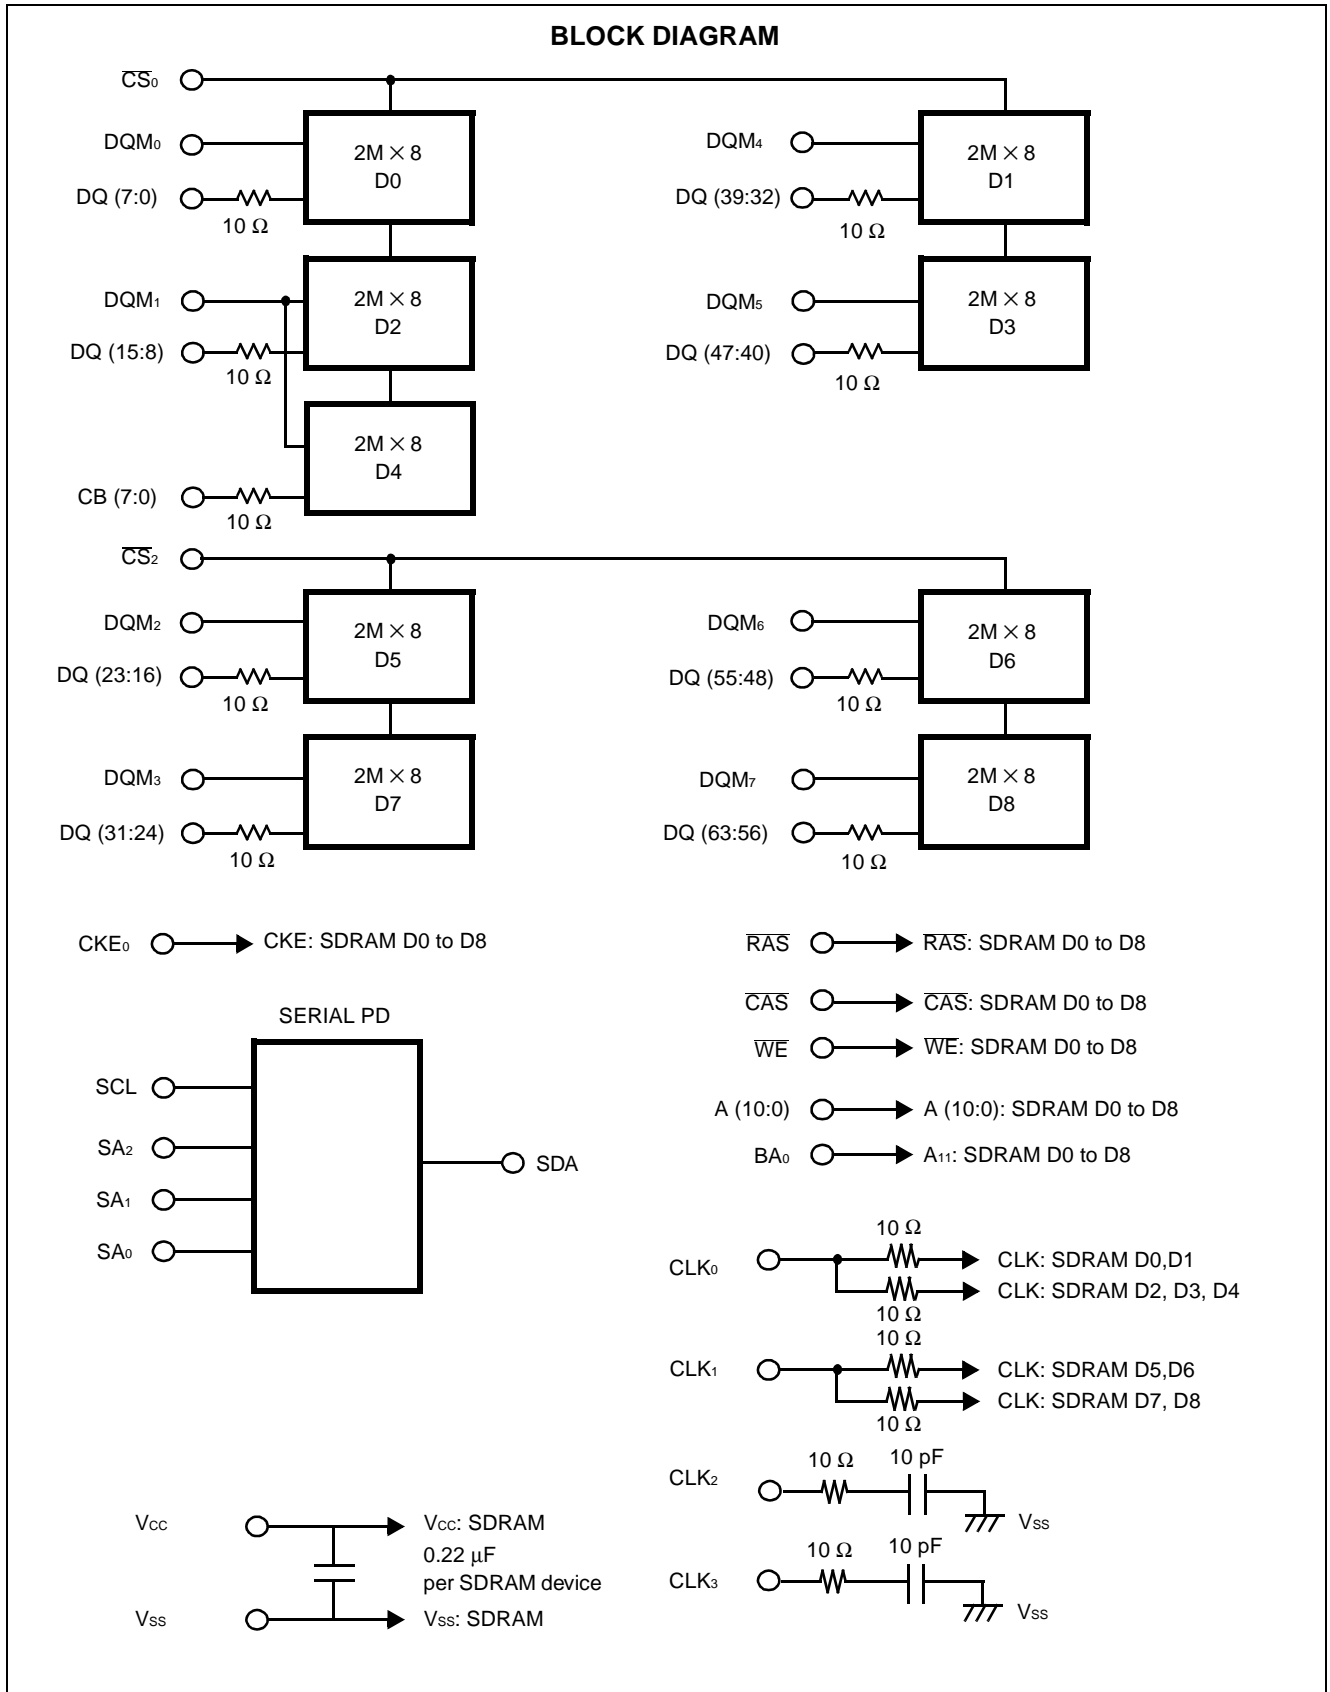 BLOCK DIAGRAM
CS0
DQM0
2M × 8
D0
DQ (7:0)
10 Ω
DQM4
2M × 8
D1
DQ (39:32)
10 Ω
DQM1
2M × 8
D2
DQ (15:8)
10 Ω
DQM5
2M × 8
D3
DQ (47:40)
10 Ω
2M × 8
D4
CB (7:0)
10 Ω
CS2
DQM2
2M × 8
D5
DQ (23:16)
10 Ω
DQM6
2M × 8
D6
DQ (55:48)
10 Ω
DQM3
2M × 8
D7
DQ (31:24)
10 Ω
DQM7
2M × 8
D8
DQ (63:56)
10 Ω
CKE0 CKE: SDRAM D0 to D8
RAS RAS: SDRAM D0 to D8
CAS CAS: SDRAM D0 to D8
WE WE: SDRAM D0 to D8
A (10:0) A (10:0): SDRAM D0 to D8
BA0 A11: SDRAM D0 to D8
SERIAL PD
SCL
SA2
SA1
SA0
SDA
10 Ω
CLK0 CLK: SDRAM D0,D1
CLK: SDRAM D2, D3, D4
10 Ω
10 Ω
CLK1 CLK: SDRAM D5,D6
CLK: SDRAM D7, D8
10 Ω
10 Ω 10 pF
CLK2
Vss
10 Ω 10 pF
CLK3
Vss
Vcc Vcc: SDRAM
0.22 μF
per SDRAM device
Vss Vss: SDRAM